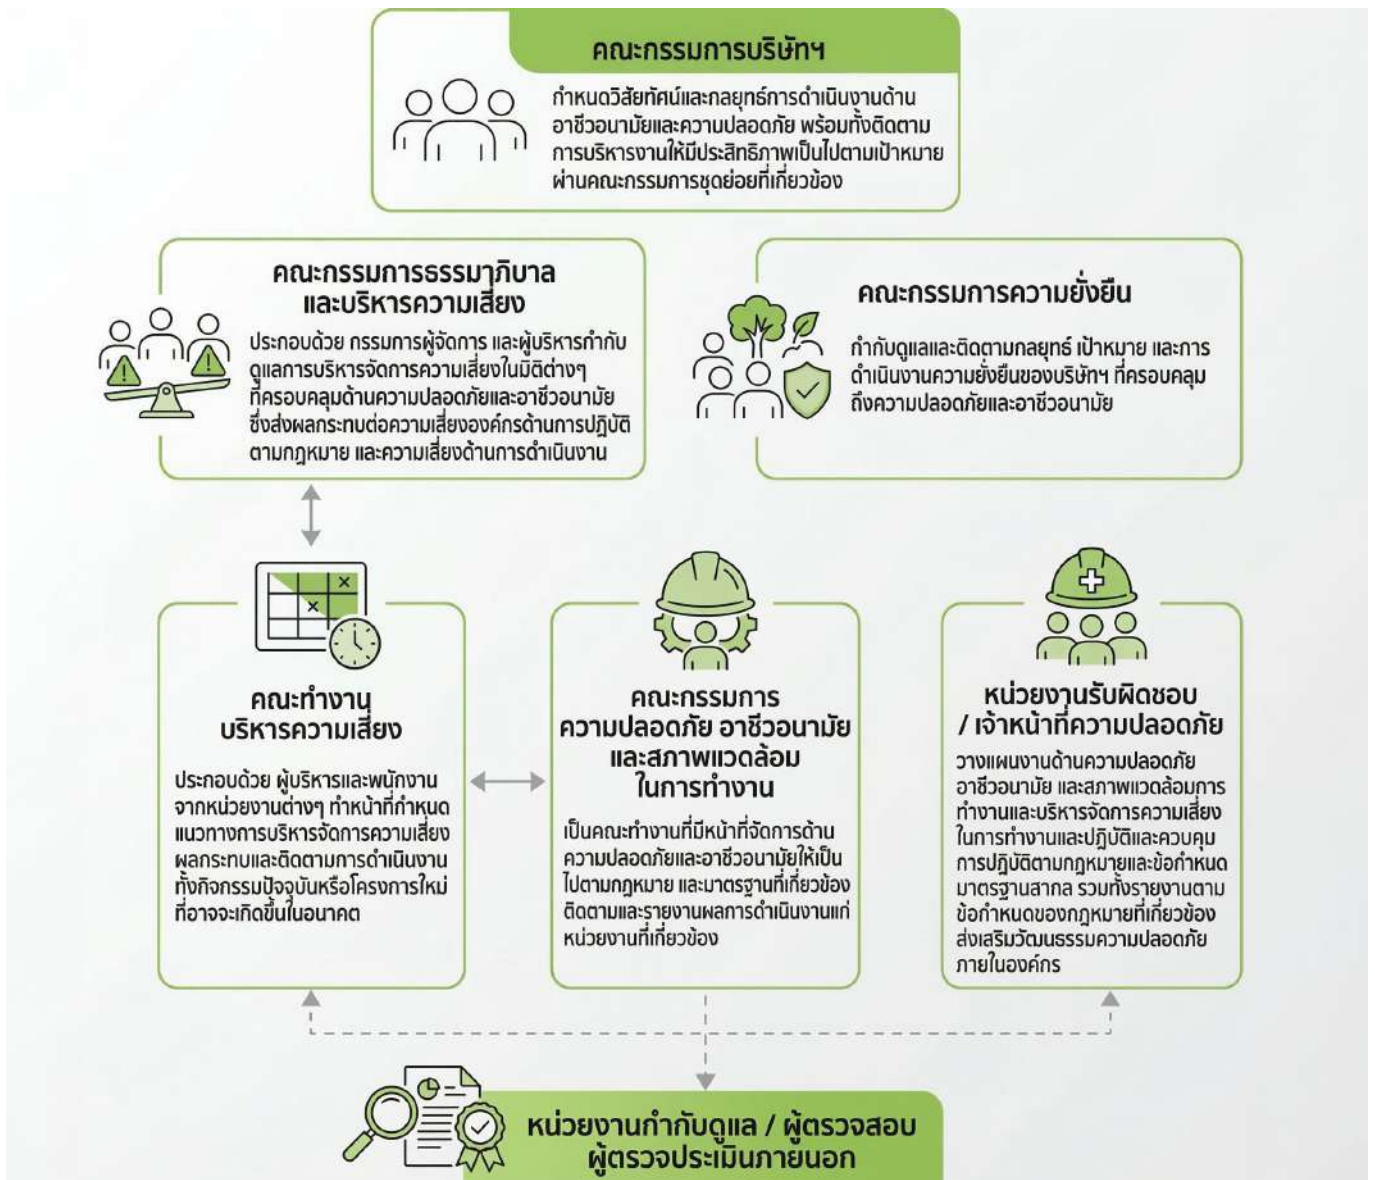 คณะกรรมการบริษัทฯ
กำหนดวิสัยทัศน์และกลยุทธ์การดำเนินงานด้าน
อาชีวอนามัยและความปลอดภัย พร้อมทั้งติดตาม
การบริหารงานให้มีประสิทธิภาพเป็นไปตามเป้าหมาย
ผ่านคณะกรรมการชุดย่อยที่เกี่ยวข้อง
คณะกรรมการธรรมาภิบาล
และบริหารความเสี่ยง
ประกอบด้วย กรรมการผู้จัดการ และผู้บริหารกำกับ
ดูแลการบริหารจัดการความเสี่ยงในมิติต่างๆ
ที่ครอบคลุมด้านความปลอดภัยและอาชีวอนามัย
ซึ่งส่งผลกระทบต่อความเสี่ยงองค์กรด้านการปฏิบัติ
ตามกฎหมาย และความเสี่ยงด้านการดำเนินงาน
คณะกรรมการความยั่งยืน
กำกับดูแลและติดตามกลยุทธ์ เป้าหมาย และการ
ดำเนินงานความยั่งยืนของบริษัทฯ ที่ครอบคลุม
ถึงความปลอดภัยและอาชีวอนามัย
คณะทำงาน
บริหารความเสี่ยง
ประกอบด้วย ผู้บริหารและพนักงาน
จากหน่วยงานต่างๆ ทำหน้าที่กำหนด
แนวทางการบริหารจัดการความเสี่ยง
ผลกระทบและติดตามการดำเนินงาน
ทั้งกิจกรรมปัจจุบันหรือโครงการใหม่
ที่อาจจะเกิดขึ้นในอนาคต
คณะกรรมการ
ความปลอดภัย อาชีวอนามัย
และสภาพแวดล้อม
ในการทำงาน
เป็นคณะทำงานที่มีหน้าที่จัดการด้าน
ความปลอดภัยและอาชีวอนามัยให้เป็น
ไปตามกฎหมาย และมาตรฐานที่เกี่ยวข้อง
ติดตามและรายงานผลการดำเนินงานแก่
หน่วยงานที่เกี่ยวข้อง
หน่วยงานรับผิดชอบ
/ เจ้าหน้าที่ความปลอดภัย
วางแผนงานด้านความปลอดภัย
อาชีวอนามัย และสภาพแวดล้อมการ
ทำงานและบริหารจัดการความเสี่ยง
ในการทำงานและปฏิบัติและควบคุม
การปฏิบัติตามกฎหมายและข้อกำหนด
มาตรฐานสากล รวมทั้งรายงานตาม
ข้อกำหนดของกฎหมายที่เกี่ยวข้อง
ส่งเสริมวัฒนธรรมความปลอดภัย
ภายในองค์กร
หน่วยงานกำกับดูแล / ผู้ตรวจสอบ
ผู้ตรวจประเมินภายนอก